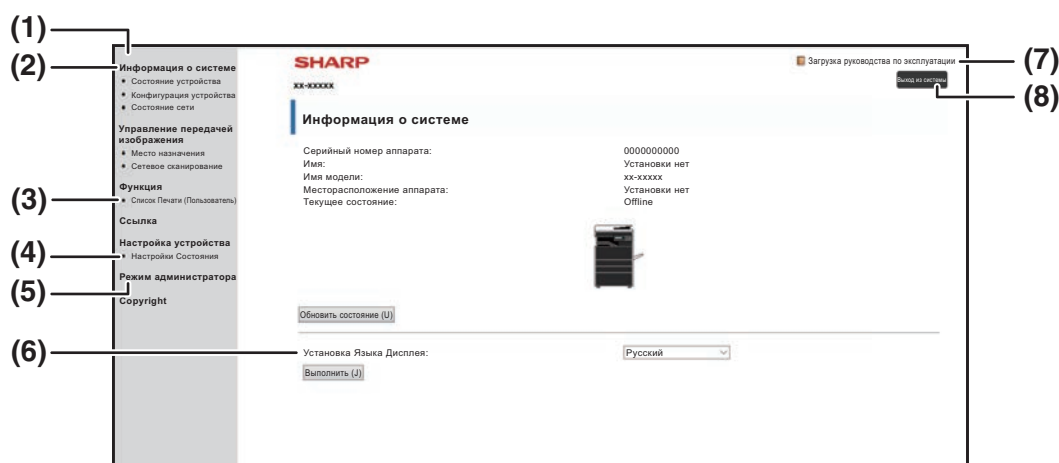 (1)
(2)
(3)
(4)
(5)
(6)
Информация о системе
Состояние устройства
Конфигурация устройства
Состояние сети
Управление передачей
изображения
Место назначения
Сетевое сканирование
Функция
Список Печати (Пользователь)
Ссылка
Настройка устройства
Настройки Состояния
Режим администратора
Copyright
SHARP
xx-xxxxx
Загрузка руководства по эксплуатации
(7)
Выход из системы
(8)
Информация о системе
Серийный номер аппарата: 0000000000
Имя: Установки нет
Имя модели: xx-xxxxx
Месторасположение аппарата: Установки нет
Текущее состояние: Offline
Обновить состояние (U)
Установка Языка Дисплея: Русский
Выполнить (J)